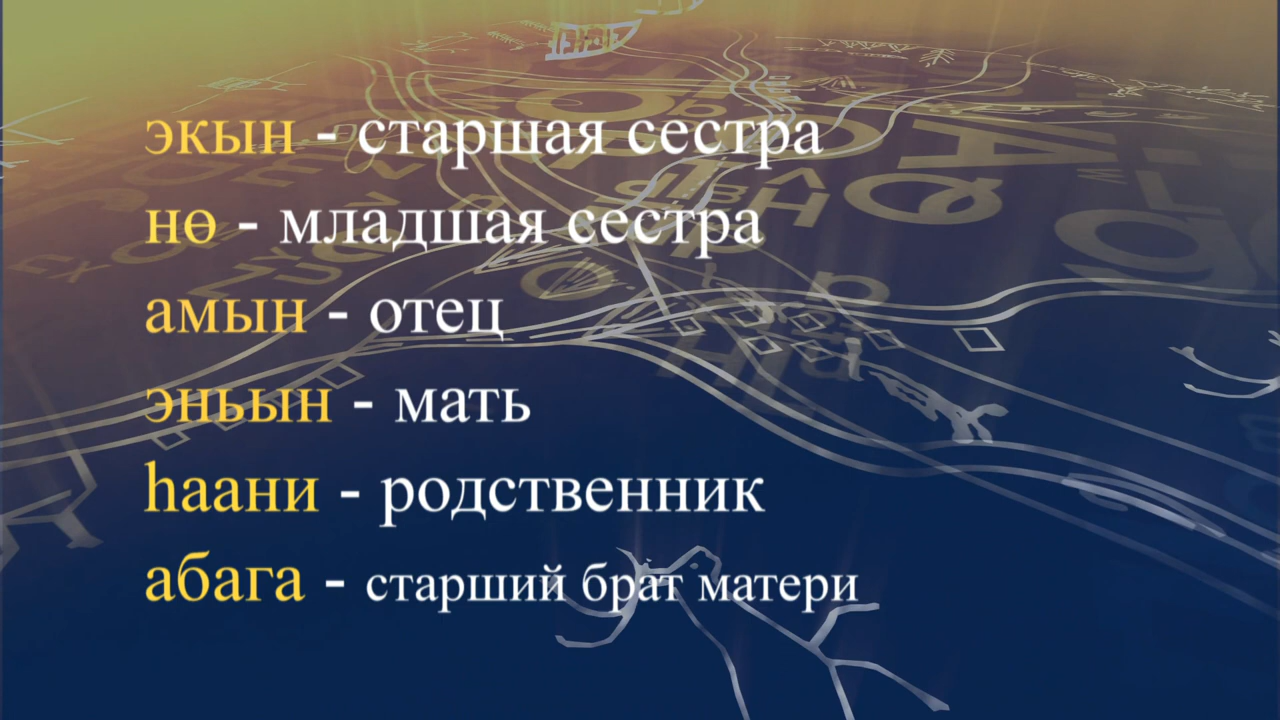 экын - старшая сестра
нө - младшая сестра
амын - отец
эньын - мать
һаани - родственник
абага - старший брат матери